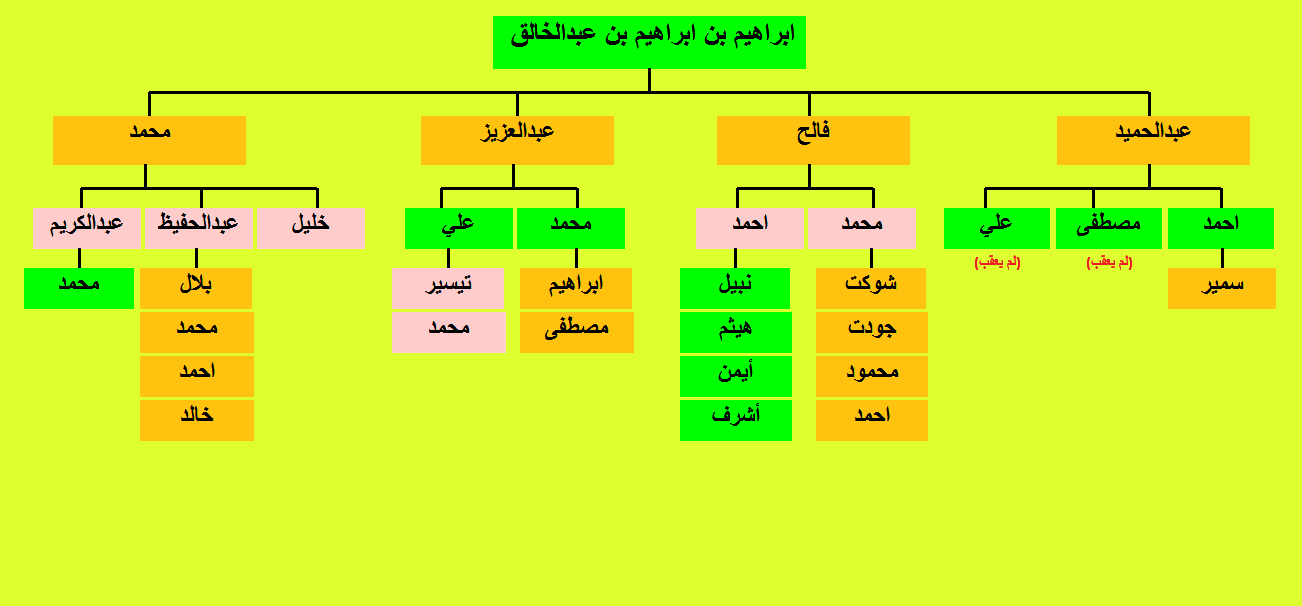 ابراهيم بن ابراهيم بن عبدالخالق
عبدالحميد
فالح
عبدالعزيز
محمد
احمد
مصطفى
علي
محمد
احمد
محمد
علي
خليل
عبدالحفيظ
عبدالكريم
(لم يعقب)
(لم يعقب)
سمير
شوكت
نبيل
ابراهيم
تيسير
بلال
محمد
جودت
هيثم
مصطفى
محمد
محمد
محمود
أيمن
احمد
احمد
أشرف
خالد